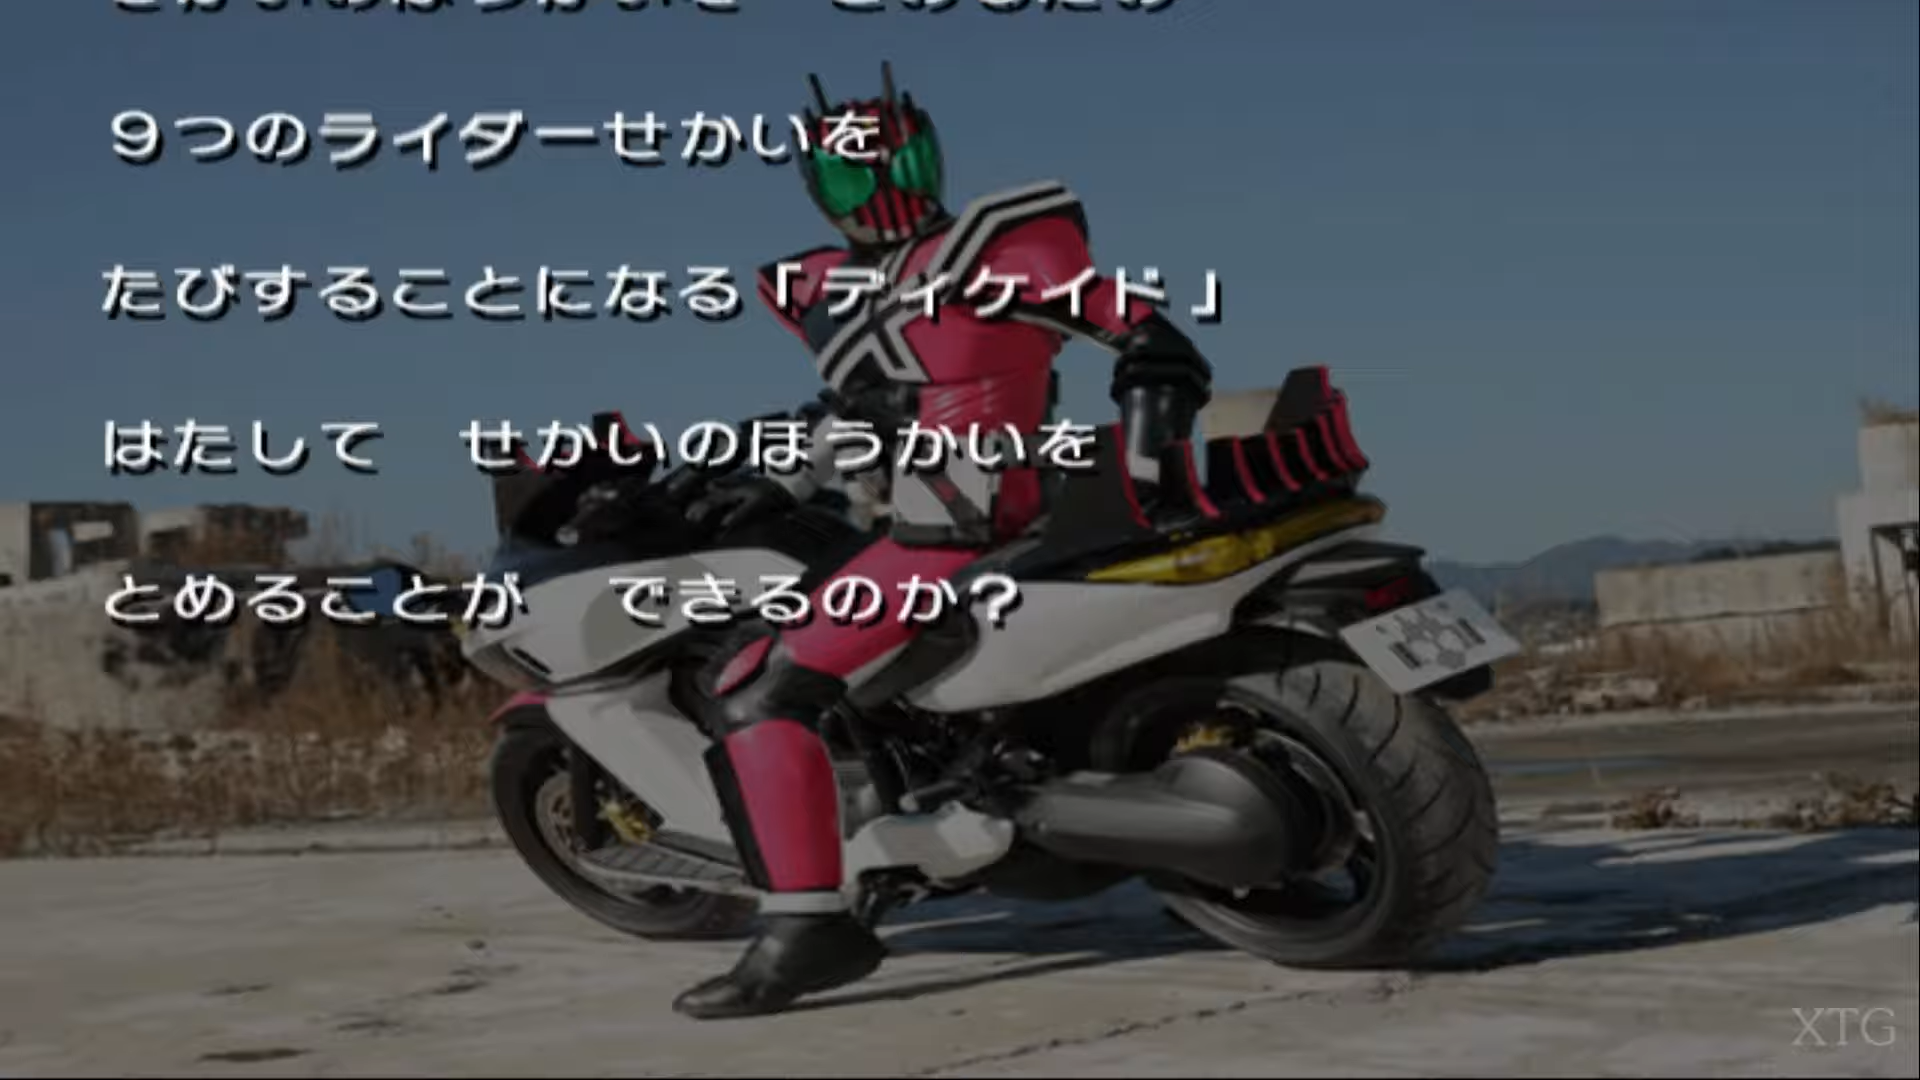 ９つのライダーせかいを
たびすることになる「ディケイド」
はたして　せかいのほうかいを
とめることが　できるのか？
XTG